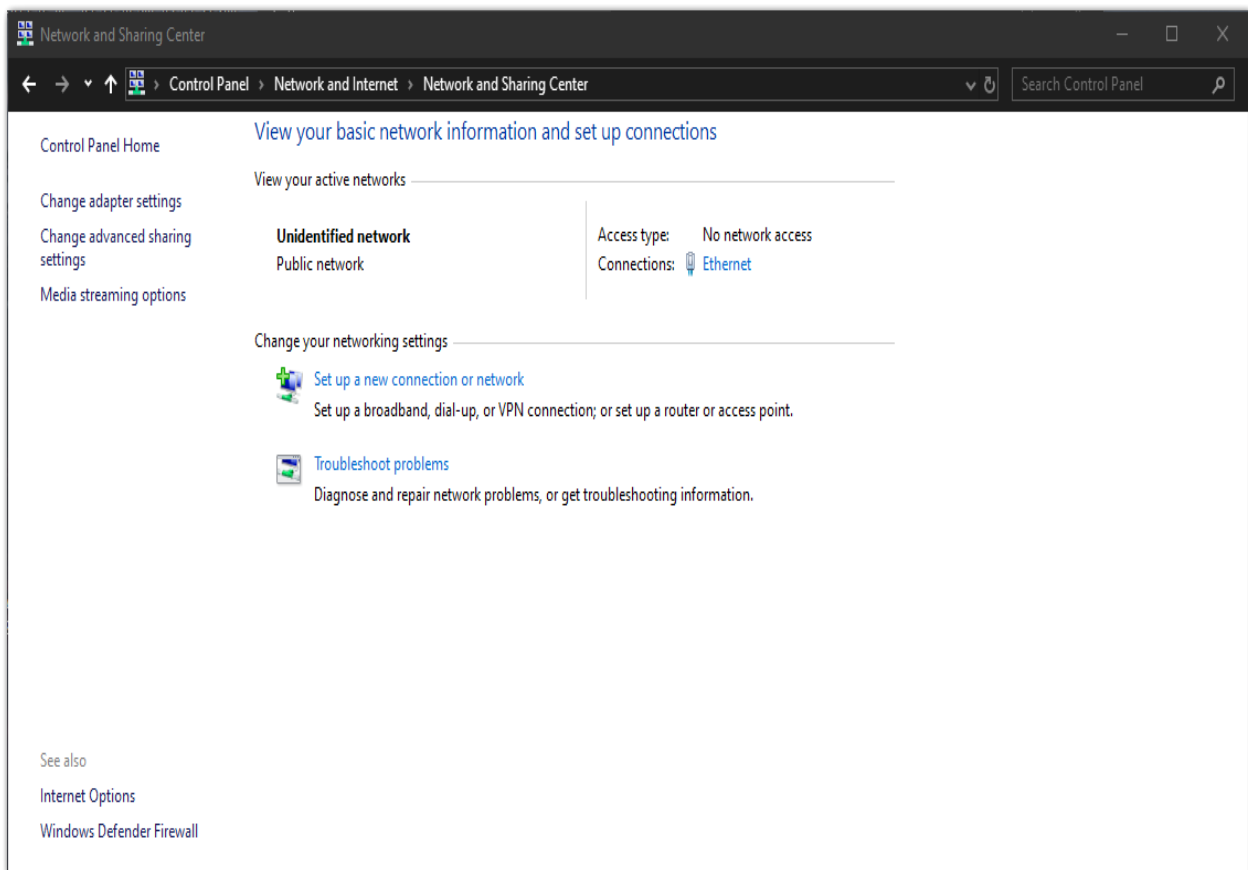 Network and Sharing Center
Control Panel > Network and Internet > Network and Sharing Center
Search Control Panel
Control Panel Home
Change adapter settings
Change advanced sharing
settings
Media streaming options
View your basic network information and set up connections
View your active networks
Unidentified network
Public network
Access type: No network access
Connections: Ethernet
Change your networking settings
Set up a new connection or network
Set up a broadband, dial-up, or VPN connection; or set up a router or access point.
Troubleshoot problems
Diagnose and repair network problems, or get troubleshooting information.
See also
Internet Options
Windows Defender Firewall